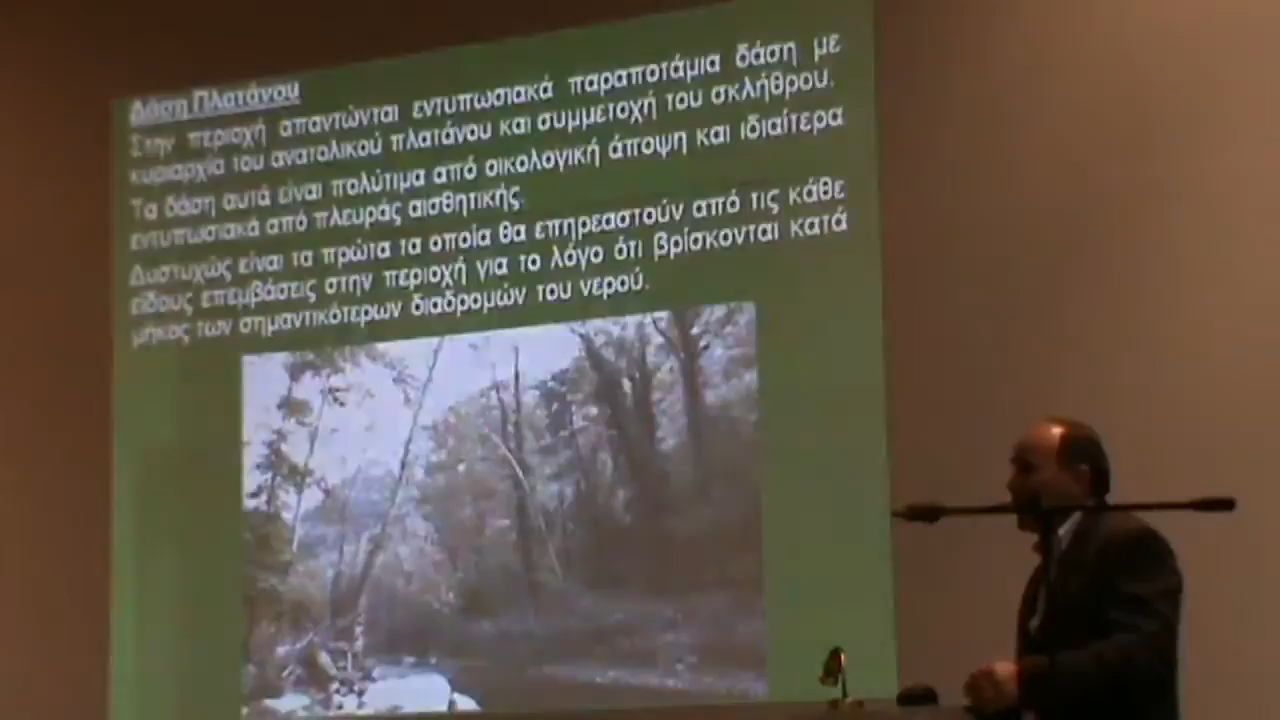 Δάση Πλατάνου
Στην περιοχή απαντώνται εντυπωσιακά παραποτάμια δάση με
κυριαρχία του ανατολικού πλατάνου και συμμετοχή του σκλήθρου.
Τα δάση αυτά είναι πολύτιμα από οικολογική άποψη και ιδιαίτερα
εντυπωσιακά από πλευράς αισθητικής.
Δυστυχώς είναι τα πρώτα τα οποία θα επηρεαστούν από τις κάθε
είδους επεμβάσεις στην περιοχή για το λόγο ότι βρίσκονται κατά
μήκος των σημαντικότερων διαδρομών του νερού.